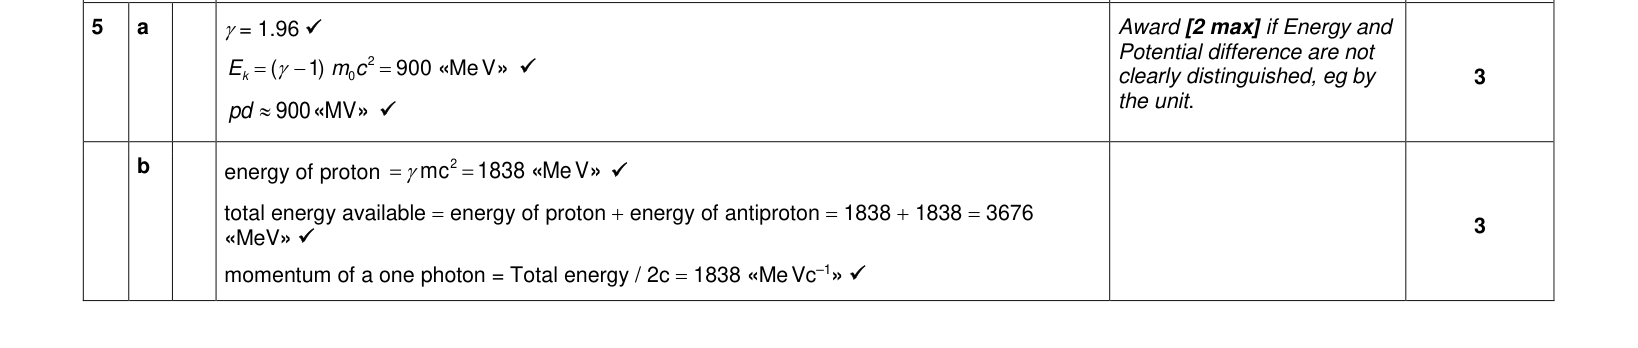 5 a γ = 1.96 ✓ Award [2 max] if Energy and
Potential difference are not
Eₖ = (γ − 1) m₀c² = 900 «MeV» ✓ clearly distinguished, eg by 3
the unit.
pd ≈ 900 «MV» ✓
b energy of proton = γmc² = 1838 «MeV» ✓
total energy available = energy of proton + energy of antiproton = 1838 + 1838 = 3676 3
«MeV» ✓
momentum of a one photon = Total energy / 2c = 1838 «MeVc⁻¹» ✓